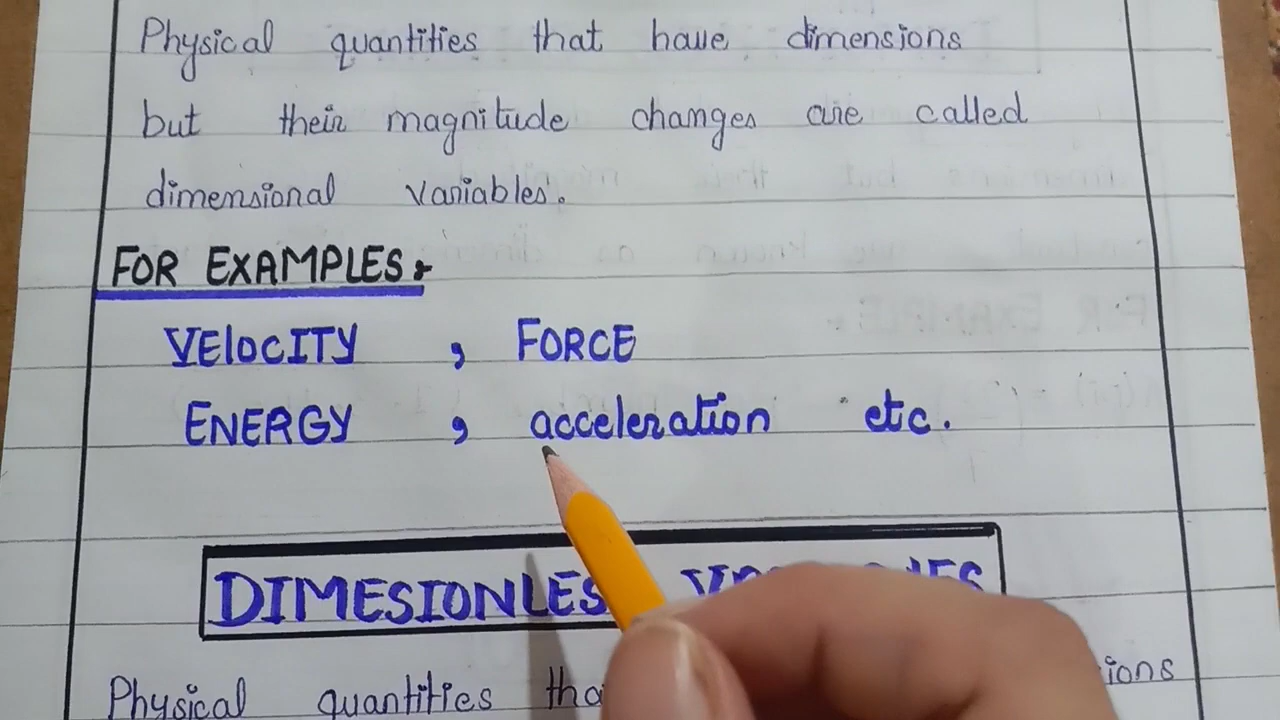 Physical quantities that have dimensions
but their magnitude changes are called
dimensional variables.
FOR EXAMPLES:-
VElOCITY , FORCE
ENERGY , acceleration etc.
DIMESIONLES
Physical quantities